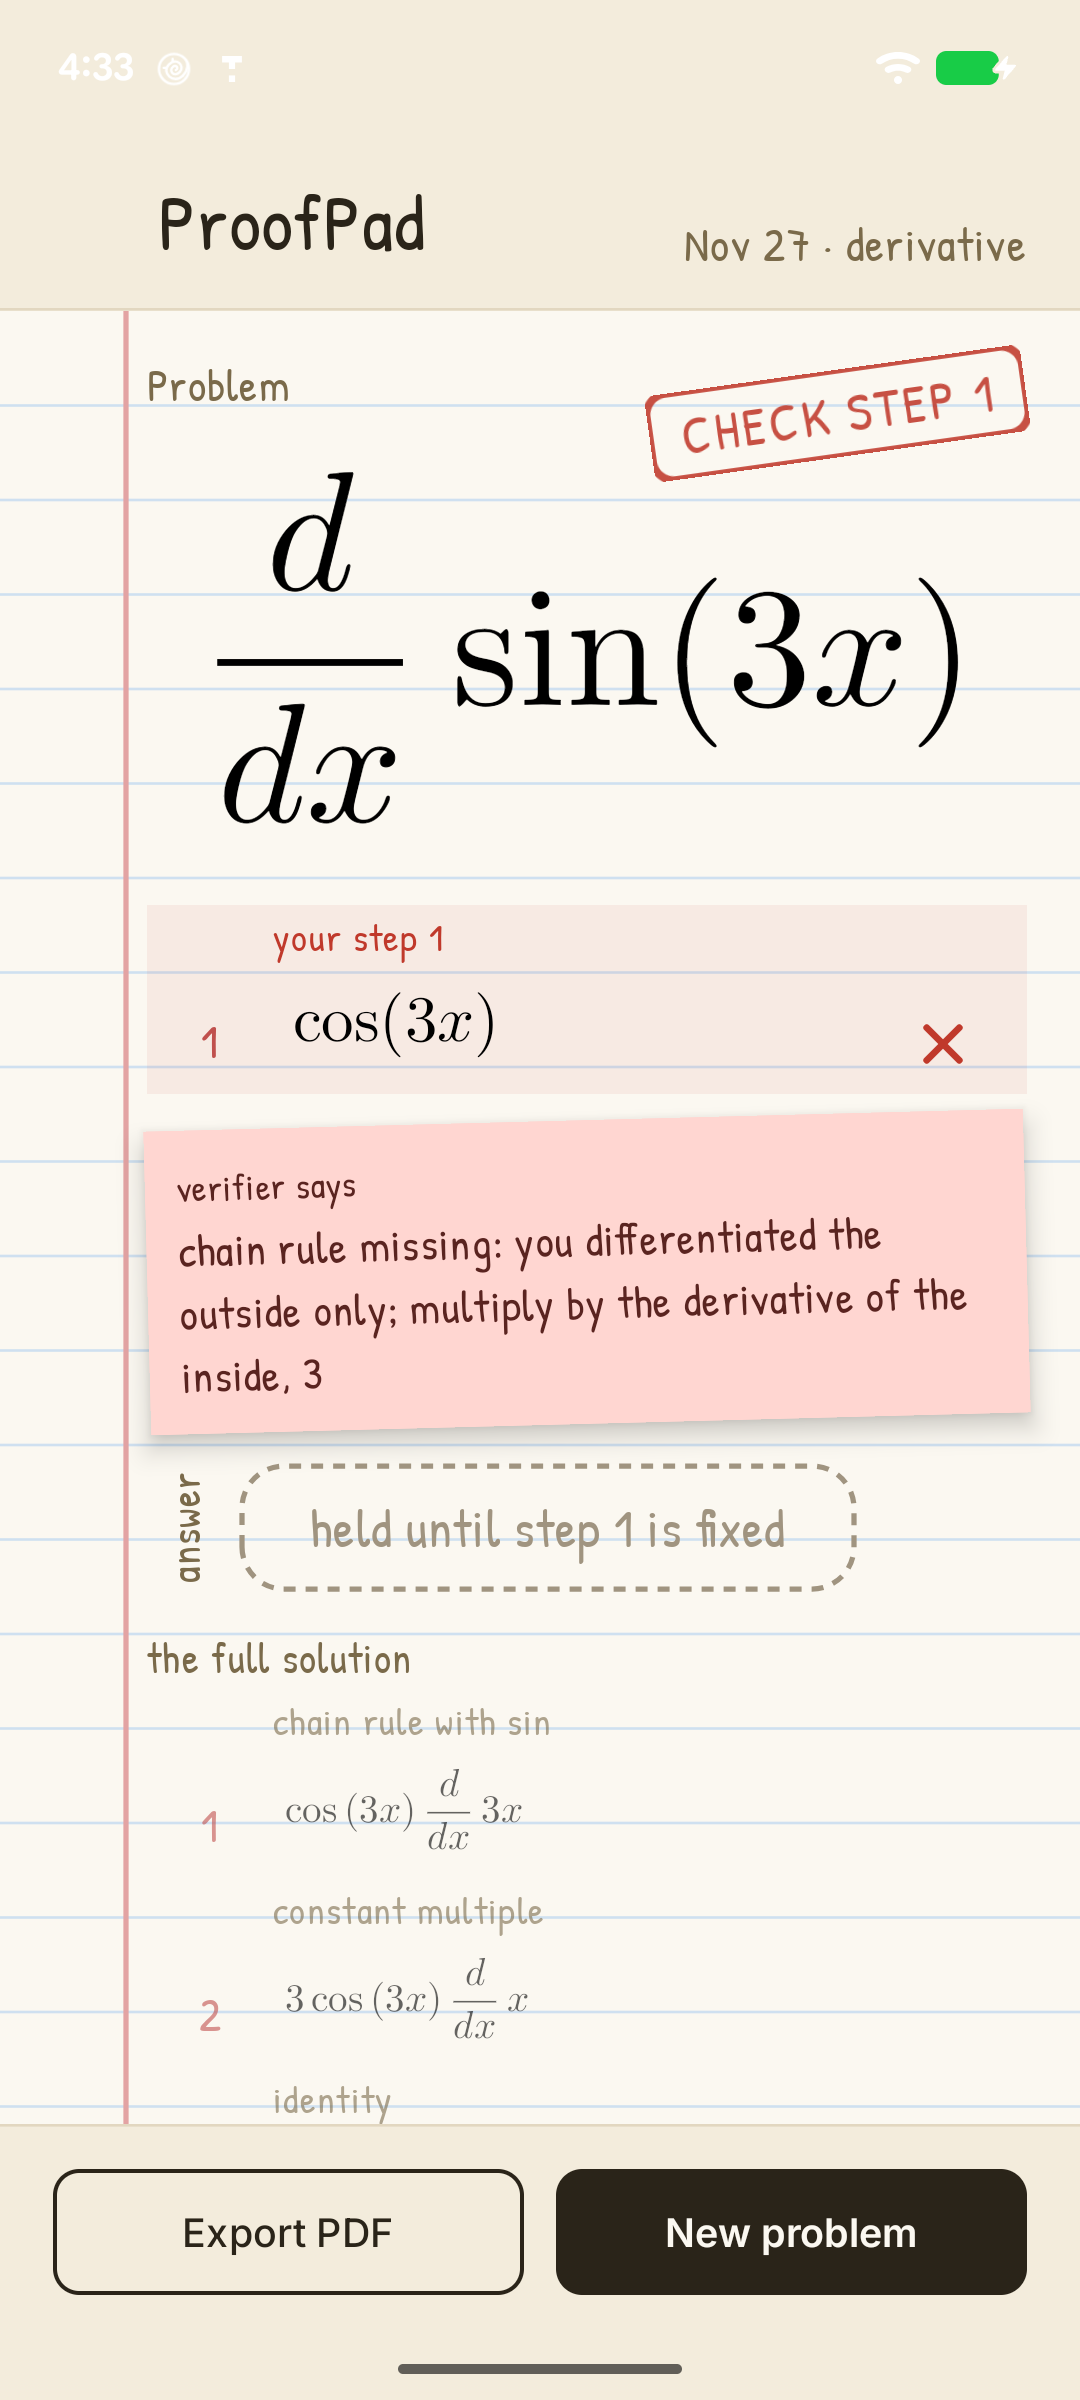 4:33
ProofPad
Nov 27 · derivative
Problem
CHECK STEP 1
d/dx sin(3x)
your step 1
1 cos(3x)
verifier says
chain rule missing: you differentiated the
outside only; multiply by the derivative of the
inside, 3
answer
held until step 1 is fixed
the full solution
chain rule with sin
1 cos (3x) d/dx 3x
constant multiple
2 3 cos (3x) d/dx x
identity
Export PDF
New problem